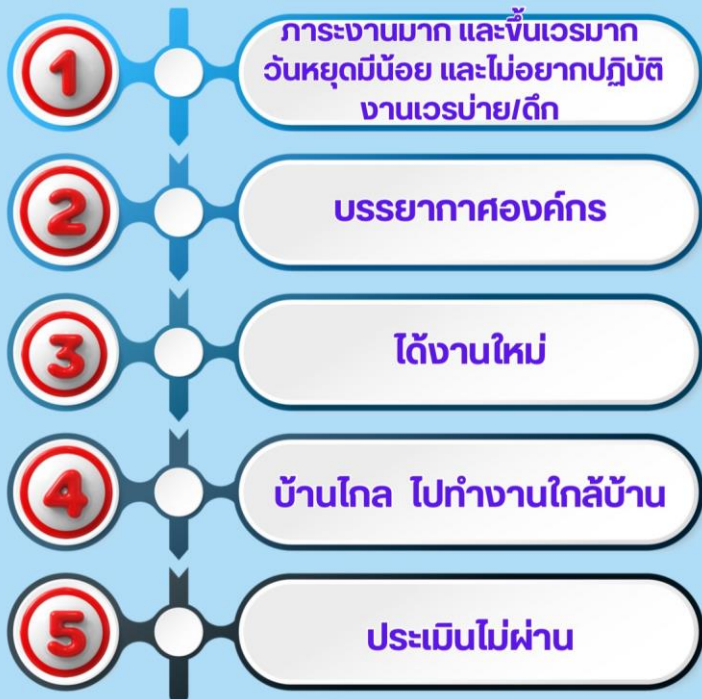 1
ภาระงานมาก และขึ้นเวรมาก
วันหยุดมีน้อย และไม่อยากปฏิบัติ
งานเวรบ่าย/ดึก
2
บรรยากาศองค์กร
3
ได้งานใหม่
4
บ้านไกล ไปทำงานใกล้บ้าน
5
ประเมินไม่ผ่าน